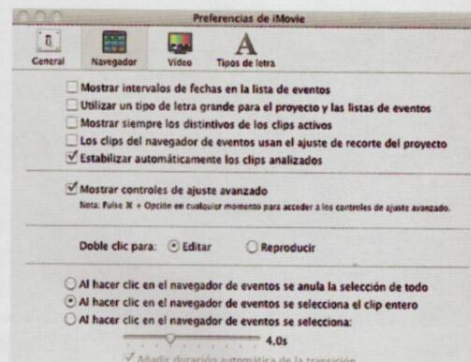 Preferencias de iMovie
General Navegador Vídeo Tipos de letra
Mostrar intervalos de fechas en la lista de eventos
Utilizar un tipo de letra grande para el proyecto y las listas de eventos
Mostrar siempre los distintivos de los clips activos
Los clips del navegador de eventos usan el ajuste de recorte del proyecto
Estabilizar automáticamente los clips analizados
Mostrar controles de ajuste avanzado
Nota: Pulse ⌘ + Opción en cualquier momento para acceder a los controles de ajuste avanzado.
Doble clic para: Editar Reproducir
Al hacer clic en el navegador de eventos se anula la selección de todo
Al hacer clic en el navegador de eventos se selecciona el clip entero
Al hacer clic en el navegador de eventos se selecciona:
4,0s
Añadir duración automática de la transición